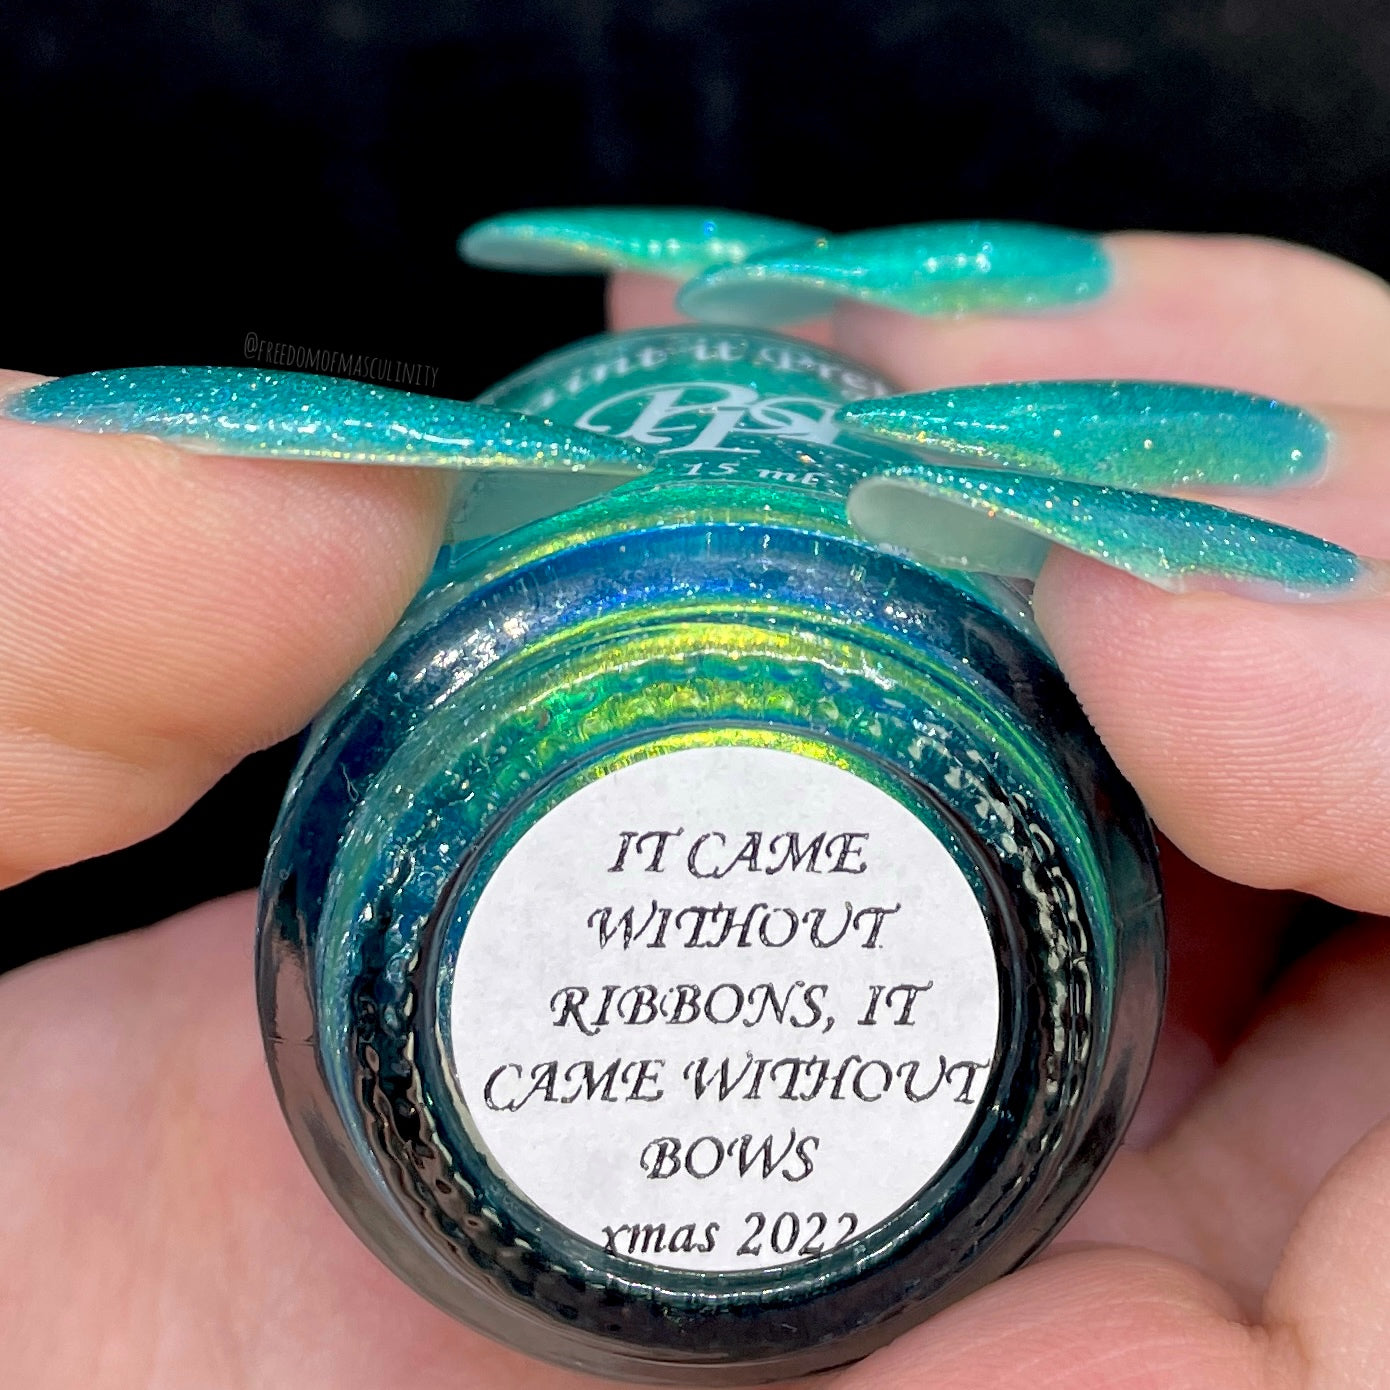 @FREEDOMOFMASCULINITY
15 mL
IT CAME
WITHOUT
RIBBONS, IT
CAME WITHOUT
BOWS
xmas 2022